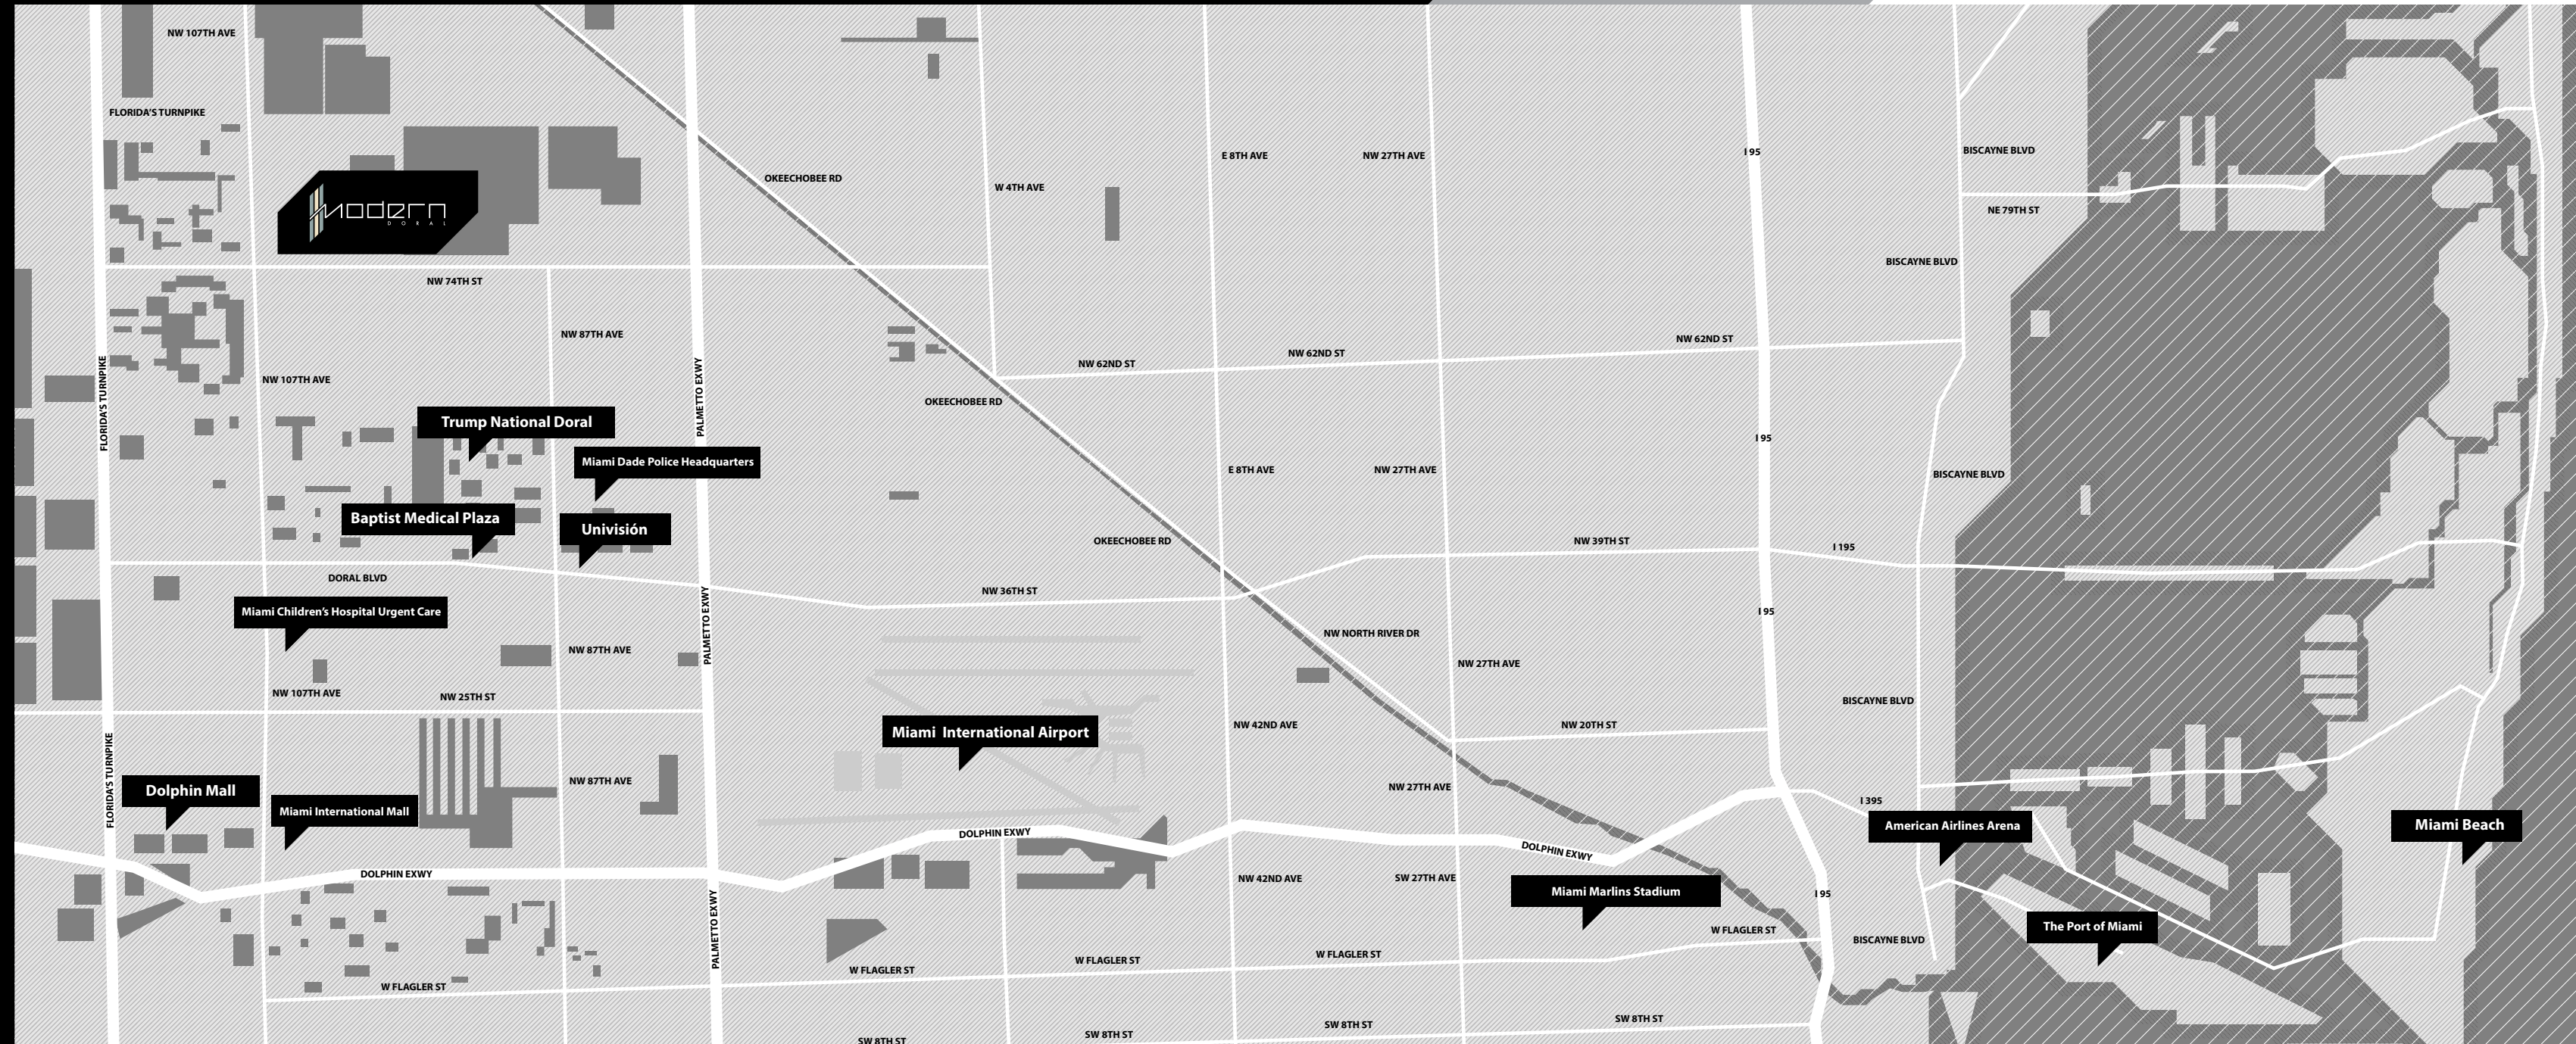 NW 107TH AVE
FLORIDA'S TURNPIKE
E 8TH AVE
NW 27TH AVE
I 95
BISCAYNE BLVD
OKEECHOBEE RD
W 4TH AVE
MODERN
DORAL
NE 79TH ST
BISCAYNE BLVD
NW 74TH ST
NW 87TH AVE
NW 62ND ST
NW 62ND ST
NW 62ND ST
NW 107TH AVE
FLORIDA'S TURNPIKE
PALMETTO EXWY
OKEECHOBEE RD
Trump National Doral
I 95
Miami Dade Police Headquarters
E 8TH AVE
NW 27TH AVE
BISCAYNE BLVD
Baptist Medical Plaza
Univisión
OKEECHOBEE RD
NW 39TH ST
I 195
DORAL BLVD
NW 36TH ST
Miami Children's Hospital Urgent Care
PALMETTO EXWY
I 95
NW NORTH RIVER DR
NW 87TH AVE
NW 27TH AVE
NW 107TH AVE
NW 25TH ST
BISCAYNE BLVD
Miami International Airport
NW 42ND AVE
NW 20TH ST
FLORIDA'S TURNPIKE
NW 87TH AVE
NW 27TH AVE
Dolphin Mall
Miami International Mall
I 395
American Airlines Arena
Miami Beach
DOLPHIN EXWY
DOLPHIN EXWY
DOLPHIN EXWY
NW 42ND AVE
SW 27TH AVE
Miami Marlins Stadium
I 95
PALMETTO EXWY
The Port of Miami
W FLAGLER ST
BISCAYNE BLVD
W FLAGLER ST
W FLAGLER ST
W FLAGLER ST
W FLAGLER ST
SW 8TH ST
SW 8TH ST
SW 8TH ST
SW 8TH ST